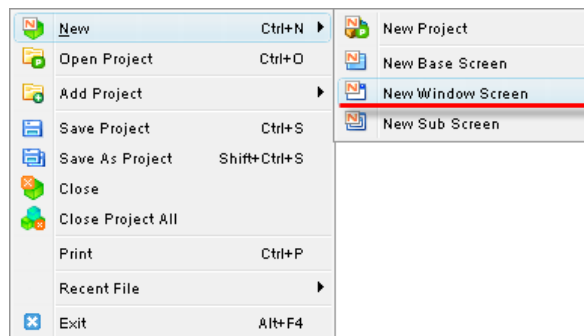 New Ctrl+N
Open Project Ctrl+O
Add Project
Save Project Ctrl+S
Save As Project Shift+Ctrl+S
Close
Close Project All
Print Ctrl+P
Recent File
Exit Alt+F4
New Project
New Base Screen
New Window Screen
New Sub Screen